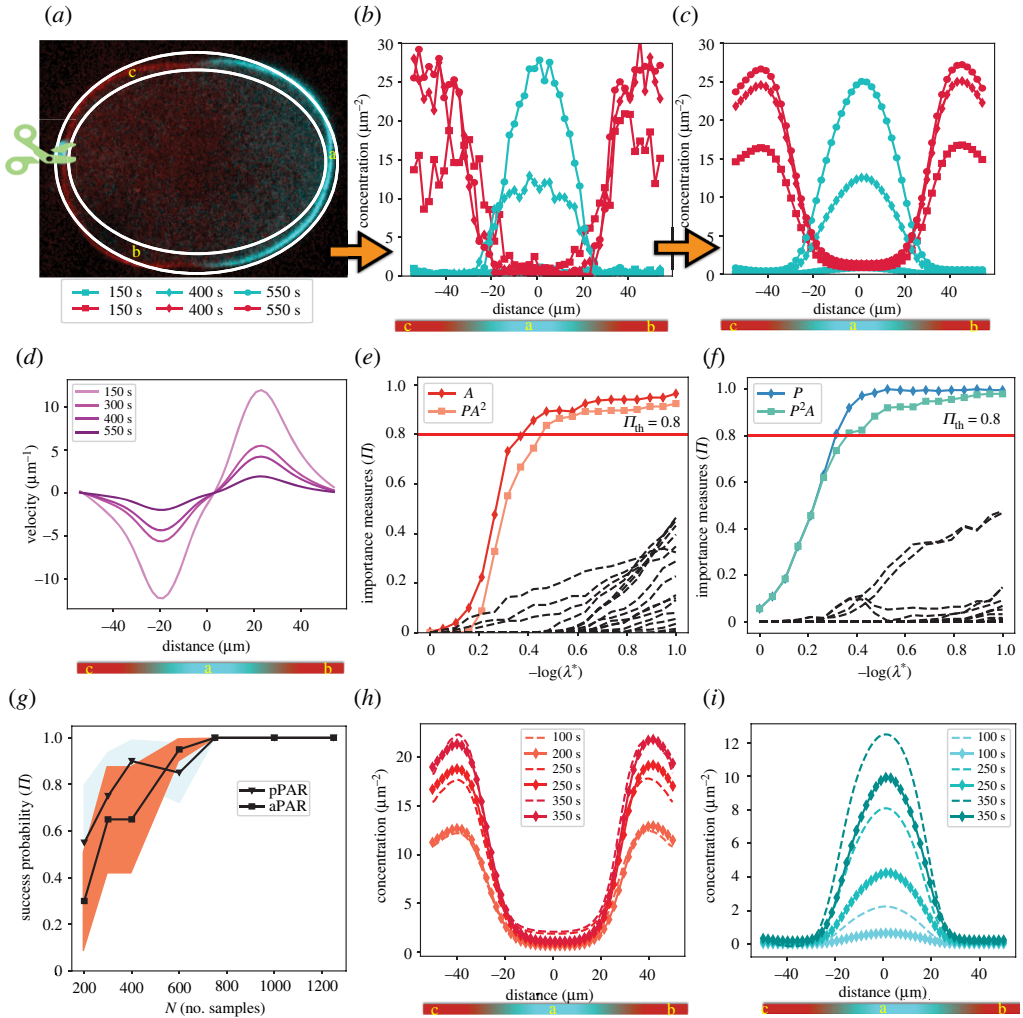 (a)
(b)
(c)
c
a
b
150 s 400 s 550 s
150 s 400 s 550 s
30
25
20
15
10
5
0
concentration (µm⁻²)
−40 −20 0 20 40
distance (µm)
c a b
30
25
20
15
10
5
0
concentration (µm⁻²)
−40 −20 0 20 40
distance (µm)
c a b
(d)
150 s
300 s
400 s
550 s
10
5
0
−5
−10
velocity (µm⁻¹)
−40 −20 0 20 40
distance (µm)
c a b
(e)
A
PA²
Π_th = 0.8
1.0
0.8
0.6
0.4
0.2
0
importance measures (Π)
0 0.2 0.4 0.6 0.8 1.0
−log(λ*)
(f)
P
P²A
Π_th = 0.8
1.0
0.8
0.6
0.4
0.2
0
importance measures (Π)
0 0.2 0.4 0.6 0.8 1.0
−log(λ*)
(g)
1.0
0.8
0.6
0.4
0.2
0
success probability (Π)
pPAR
aPAR
200 400 600 800 1000 1200
N (no. samples)
(h)
100 s
200 s
250 s
250 s
350 s
350 s
20
15
10
5
0
concentration (µm⁻²)
−40 −20 0 20 40
distance (µm)
c a b
(i)
100 s
100 s
250 s
250 s
350 s
350 s
12
10
8
6
4
2
0
concentration (µm⁻²)
−40 −20 0 20 40
distance (µm)
c a b